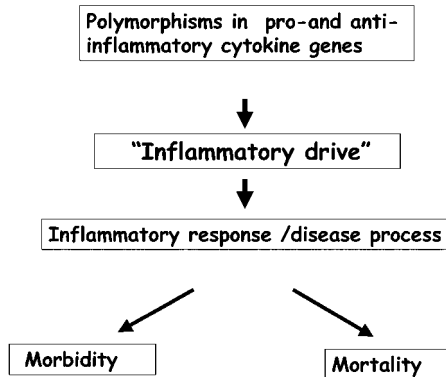 Polymorphisms in pro-and anti-
inflammatory cytokine genes
“Inflammatory drive”
Inflammatory response /disease process
Morbidity
Mortality